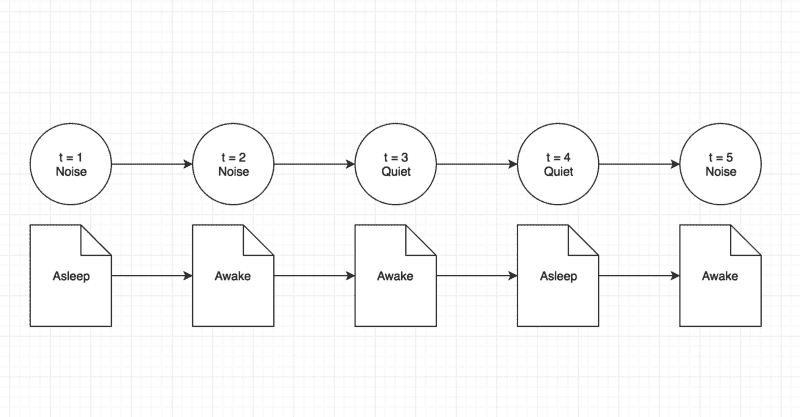 t = 1
Noise
t = 2
Noise
t = 3
Quiet
t = 4
Quiet
t = 5
Noise
Asleep
Awake
Awake
Asleep
Awake